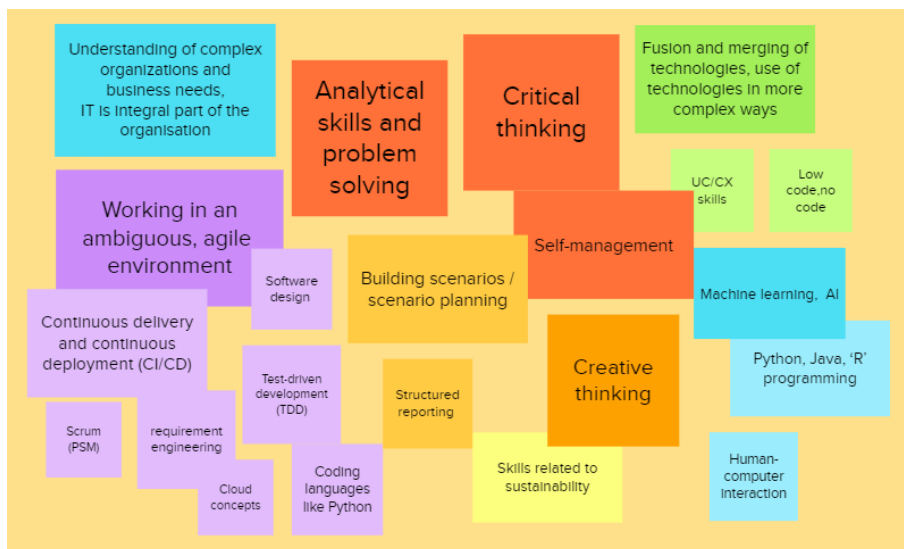 Understanding of complex
organizations and
business needs,
IT is integral part of the
organisation
Analytical
skills and
problem
solving
Critical
thinking
Fusion and merging of
technologies, use of
technologies in more
complex ways
UC/CX
skills
Low
code,no
code
Working in an
ambiguous, agile
environment
Self-management
Software
design
Building scenarios /
scenario planning
Machine learning,  AI
Continuous delivery
and continuous
deployment (CI/CD)
Creative
thinking
Python, Java, ‘R’
programming
Test-driven
development
(TDD)
Structured
reporting
Scrum
(PSM)
requirement
engineering
Cloud
concepts
Coding
languages
like Python
Skills related to
sustainability
Human-
computer
interaction